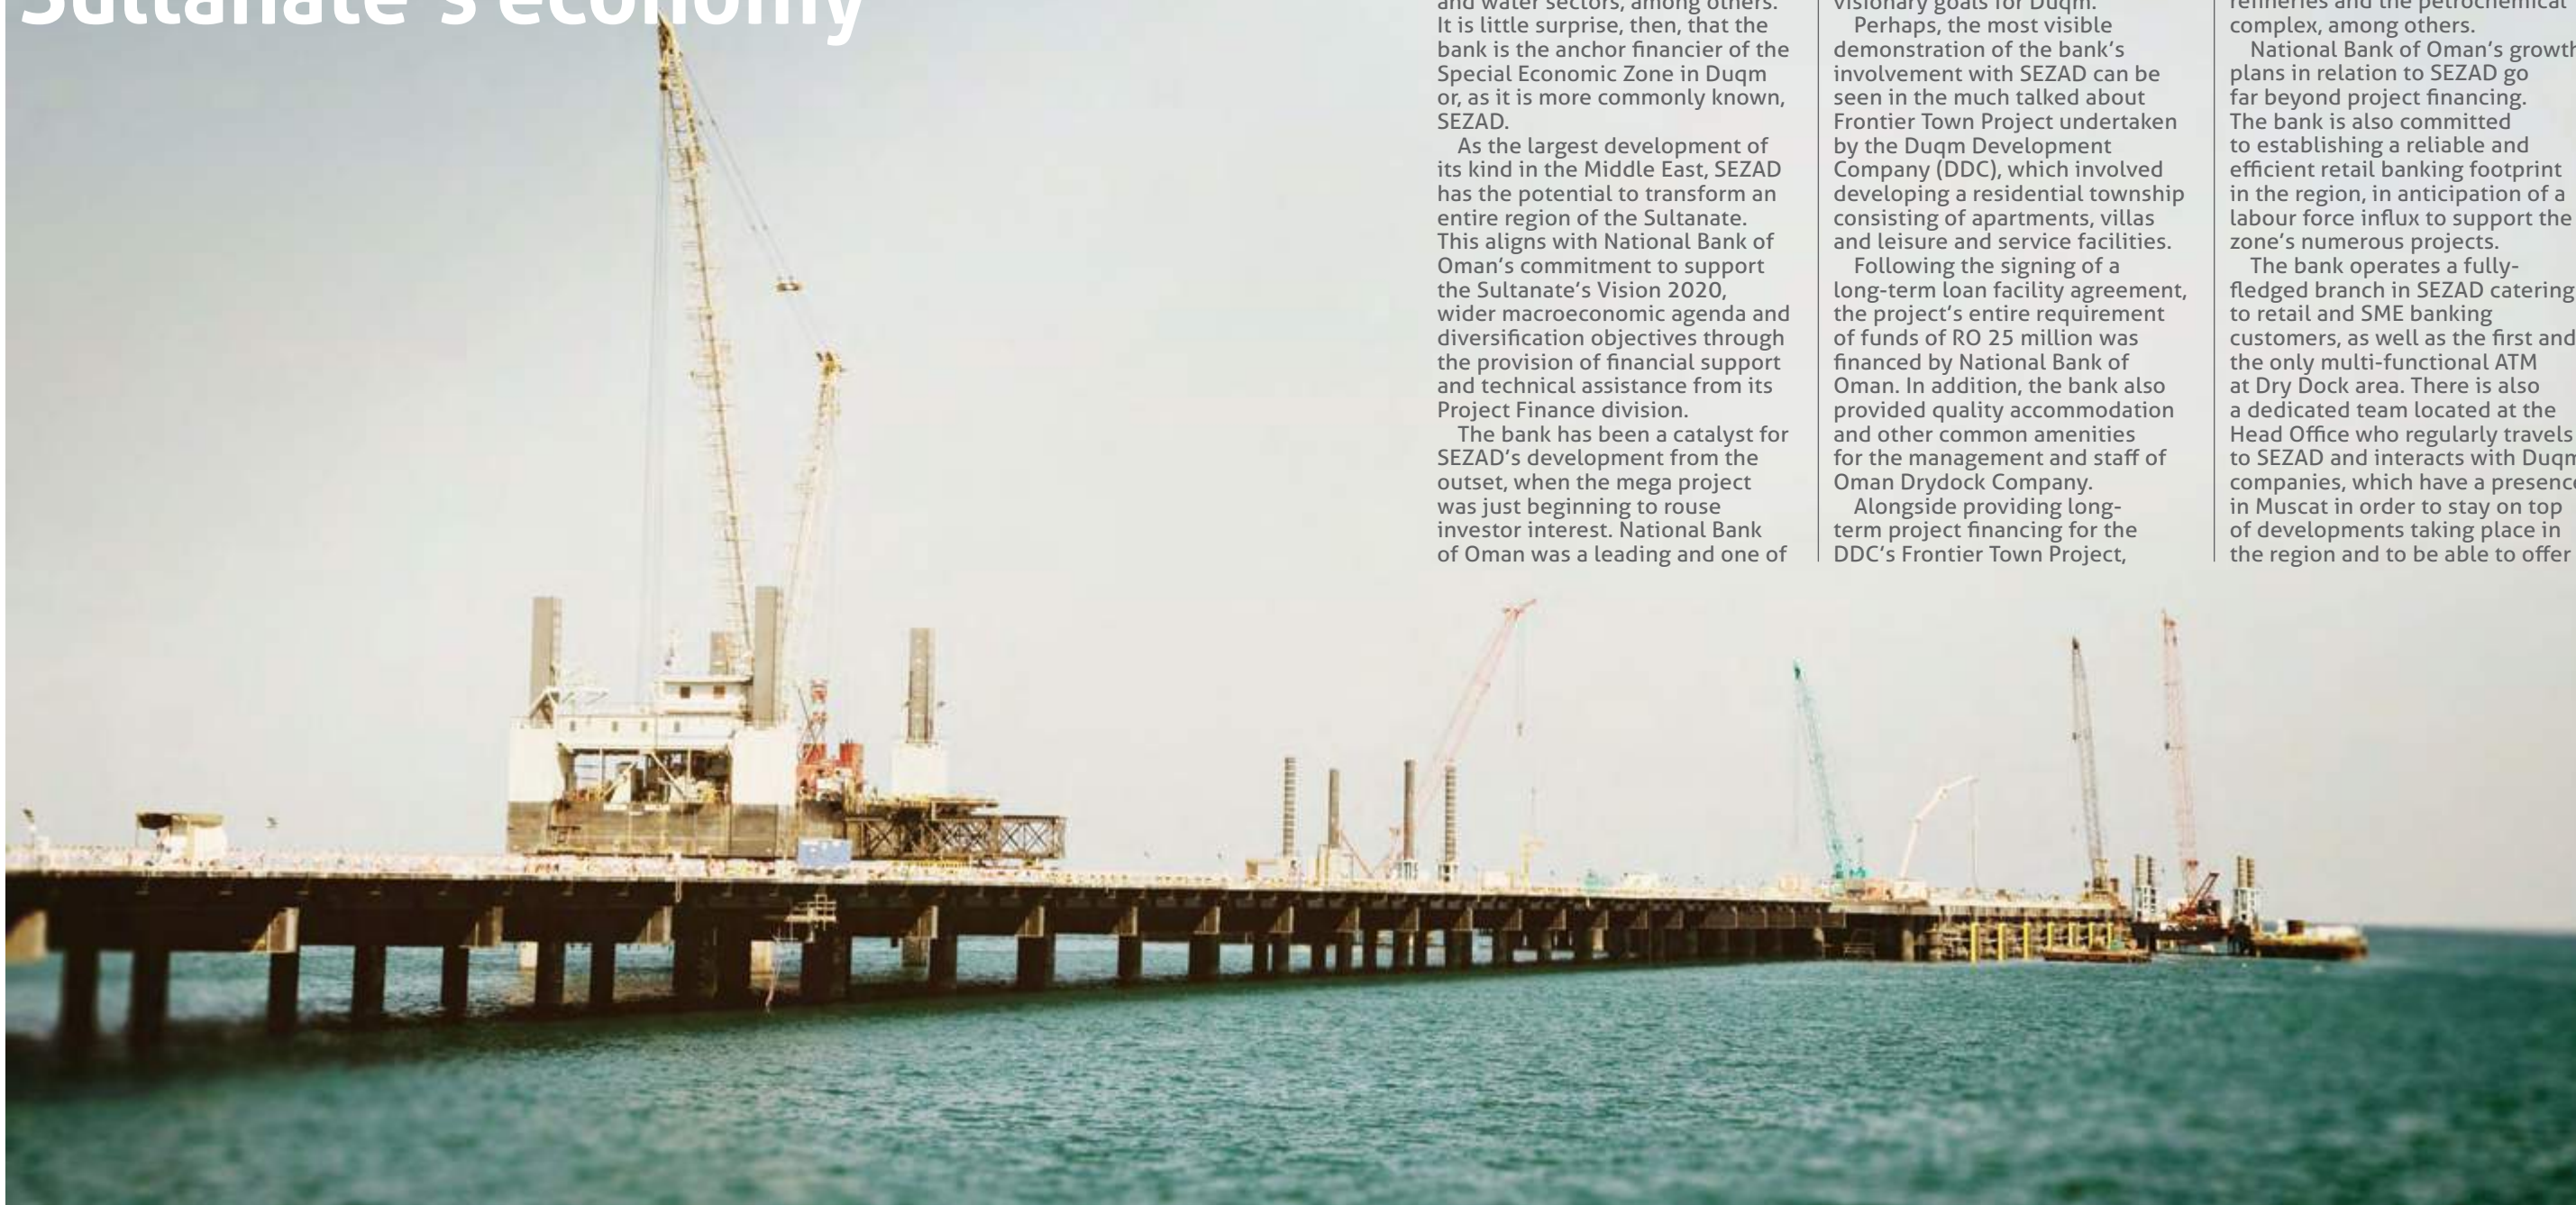 Sultanate's economy
and water sectors, among others.
It is little surprise, then, that the
bank is the anchor financier of the
Special Economic Zone in Duqm
or, as it is more commonly known,
SEZAD.
As the largest development of
its kind in the Middle East, SEZAD
has the potential to transform an
entire region of the Sultanate.
This aligns with National Bank of
Oman's commitment to support
the Sultanate's Vision 2020,
wider macroeconomic agenda and
diversification objectives through
the provision of financial support
and technical assistance from its
Project Finance division.
The bank has been a catalyst for
SEZAD's development from the
outset, when the mega project
was just beginning to rouse
investor interest. National Bank
of Oman was a leading and one of
visionary goals for Duqm.
Perhaps, the most visible
demonstration of the bank's
involvement with SEZAD can be
seen in the much talked about
Frontier Town Project undertaken
by the Duqm Development
Company (DDC), which involved
developing a residential township
consisting of apartments, villas
and leisure and service facilities.
Following the signing of a
long-term loan facility agreement,
the project's entire requirement
of funds of RO 25 million was
financed by National Bank of
Oman. In addition, the bank also
provided quality accommodation
and other common amenities
for the management and staff of
Oman Drydock Company.
Alongside providing long-
term project financing for the
DDC's Frontier Town Project,
refineries and the petrochemical
complex, among others.
National Bank of Oman's growth
plans in relation to SEZAD go
far beyond project financing.
The bank is also committed
to establishing a reliable and
efficient retail banking footprint
in the region, in anticipation of a
labour force influx to support the
zone's numerous projects.
The bank operates a fully-
fledged branch in SEZAD catering
to retail and SME banking
customers, as well as the first and
the only multi-functional ATM
at Dry Dock area. There is also
a dedicated team located at the
Head Office who regularly travels
to SEZAD and interacts with Duqm
companies, which have a presence
in Muscat in order to stay on top
of developments taking place in
the region and to be able to offer